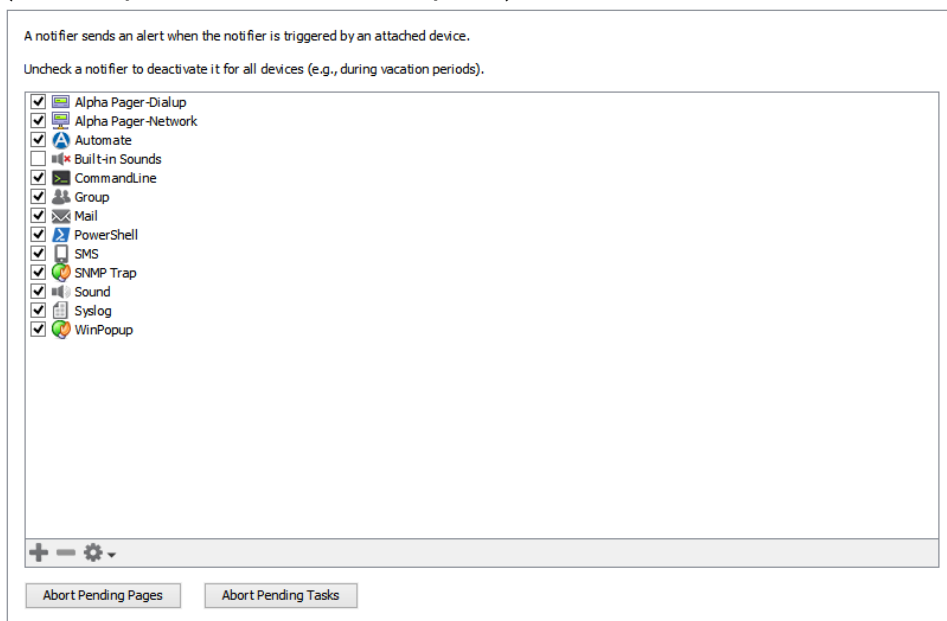 A notifier sends an alert when the notifier is triggered by an attached device.
Uncheck a notifier to deactivate it for all devices (e.g., during vacation periods).
Alpha Pager-Dialup
Alpha Pager-Network
Automate
Built-in Sounds
CommandLine
Group
Mail
PowerShell
SMS
SNMP Trap
Sound
Syslog
WinPopup
Abort Pending Pages
Abort Pending Tasks